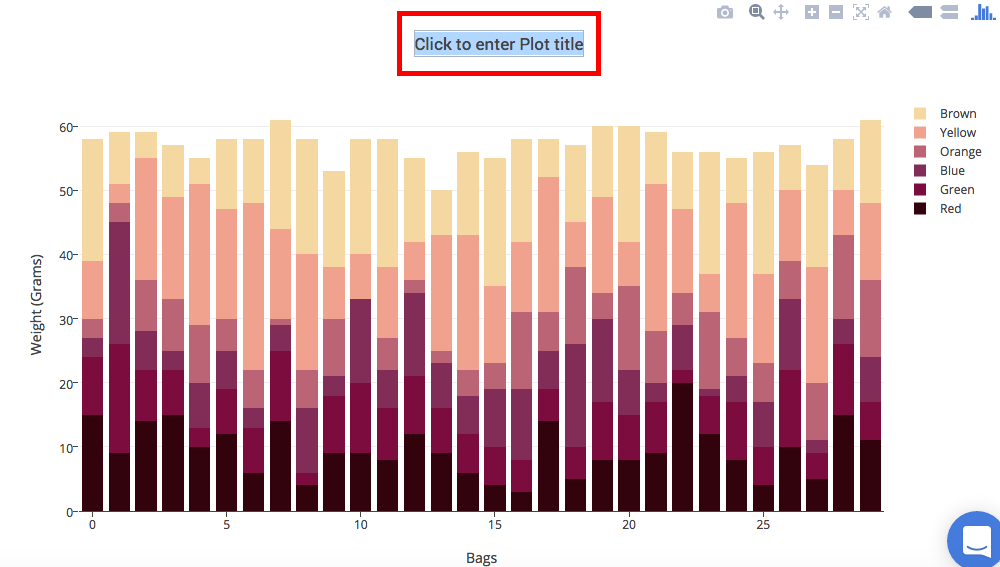 Click to enter Plot title
Brown
Yellow
Orange
Blue
Green
Red
Weight (Grams)
60
50
40
30
20
10
0
0 5 10 15 20 25
Bags